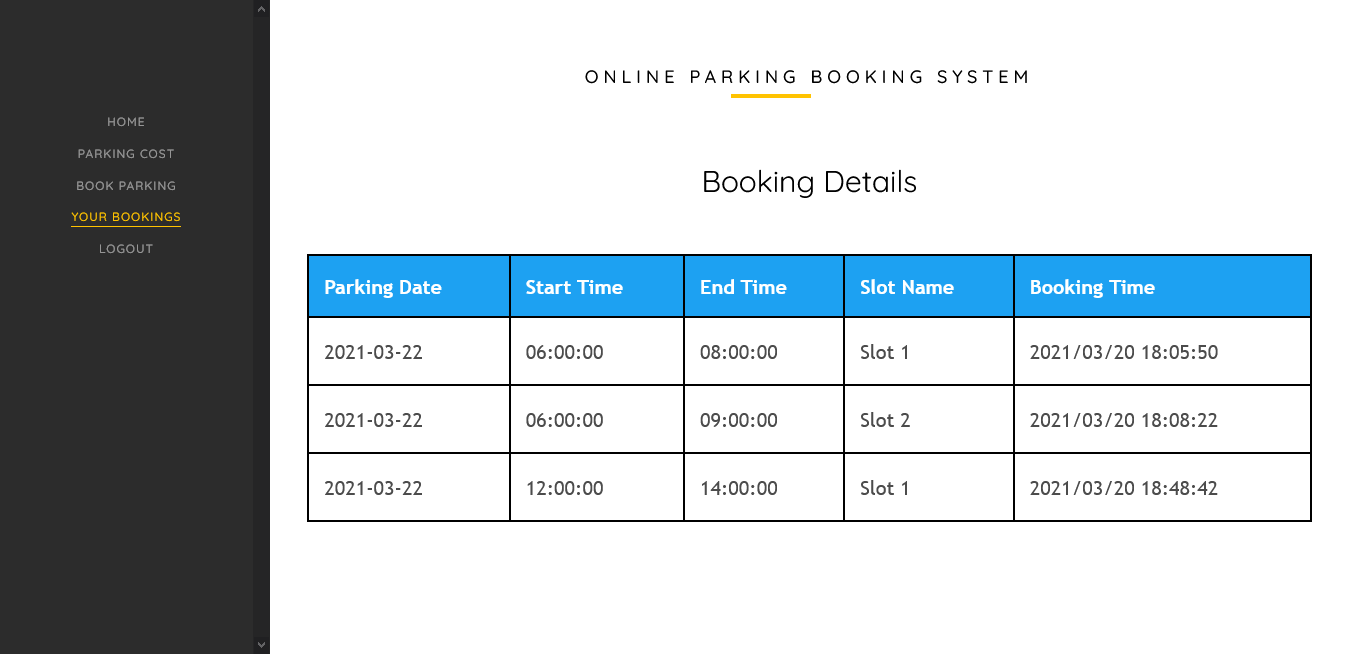 HOME
PARKING COST
BOOK PARKING
YOUR BOOKINGS
LOGOUT
ONLINE PARKING BOOKING SYSTEM
Booking Details
Parking Date Start Time End Time Slot Name Booking Time
2021-03-22 06:00:00 08:00:00 Slot 1 2021/03/20 18:05:50
2021-03-22 06:00:00 09:00:00 Slot 2 2021/03/20 18:08:22
2021-03-22 12:00:00 14:00:00 Slot 1 2021/03/20 18:48:42